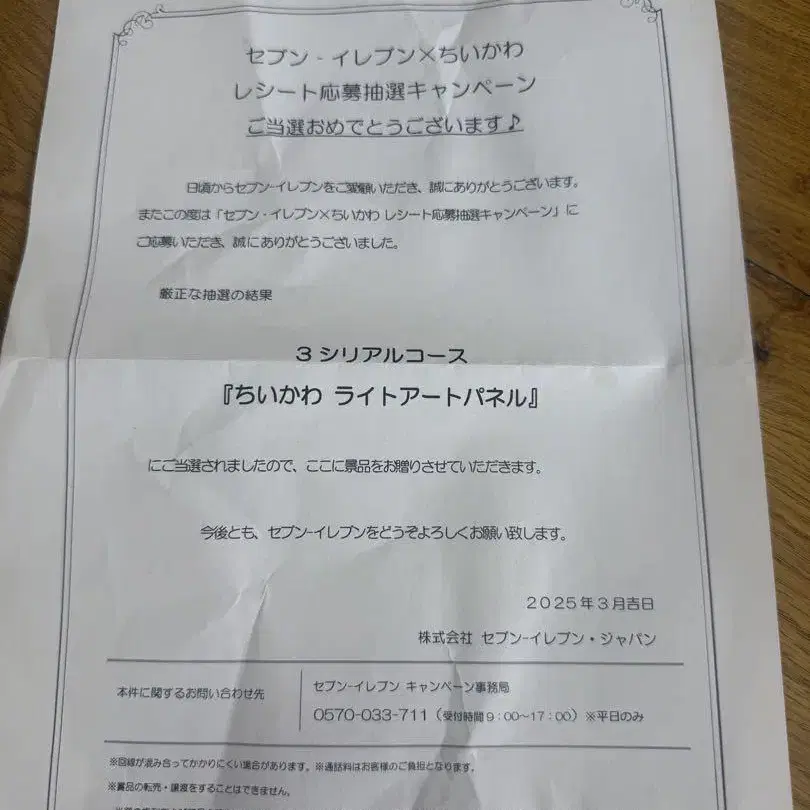 セブン‐イレブン×ちいかわ
レシート応募抽選キャンペーン
ご当選おめでとうございます♪
日頃からセブン‐イレブンをご愛顧いただき、誠にありがとうございます。
またこの度は「セブン‐イレブン×ちいかわ レシート応募抽選キャンペーン」に
ご応募いただき、誠にありがとうございました。
厳正な抽選の結果
3 シリアルコース
『ちいかわ ライトアートパネル』
にご当選されましたので、ここに景品をお贈りさせていただきます。
今後とも、セブン‐イレブンをどうぞよろしくお願い致します。
2025年3月吉日
株式会社 セブン‐イレブン・ジャパン
本件に関するお問い合わせ先
セブン‐イレブン キャンペーン事務局
0570-033-711（受付時間9：00～17：00）※平日のみ
※回線が混み合ってかかりにくい場合があります。※通話料はお客様のご負担となります。
※賞品の転売・譲渡をすることはできません。